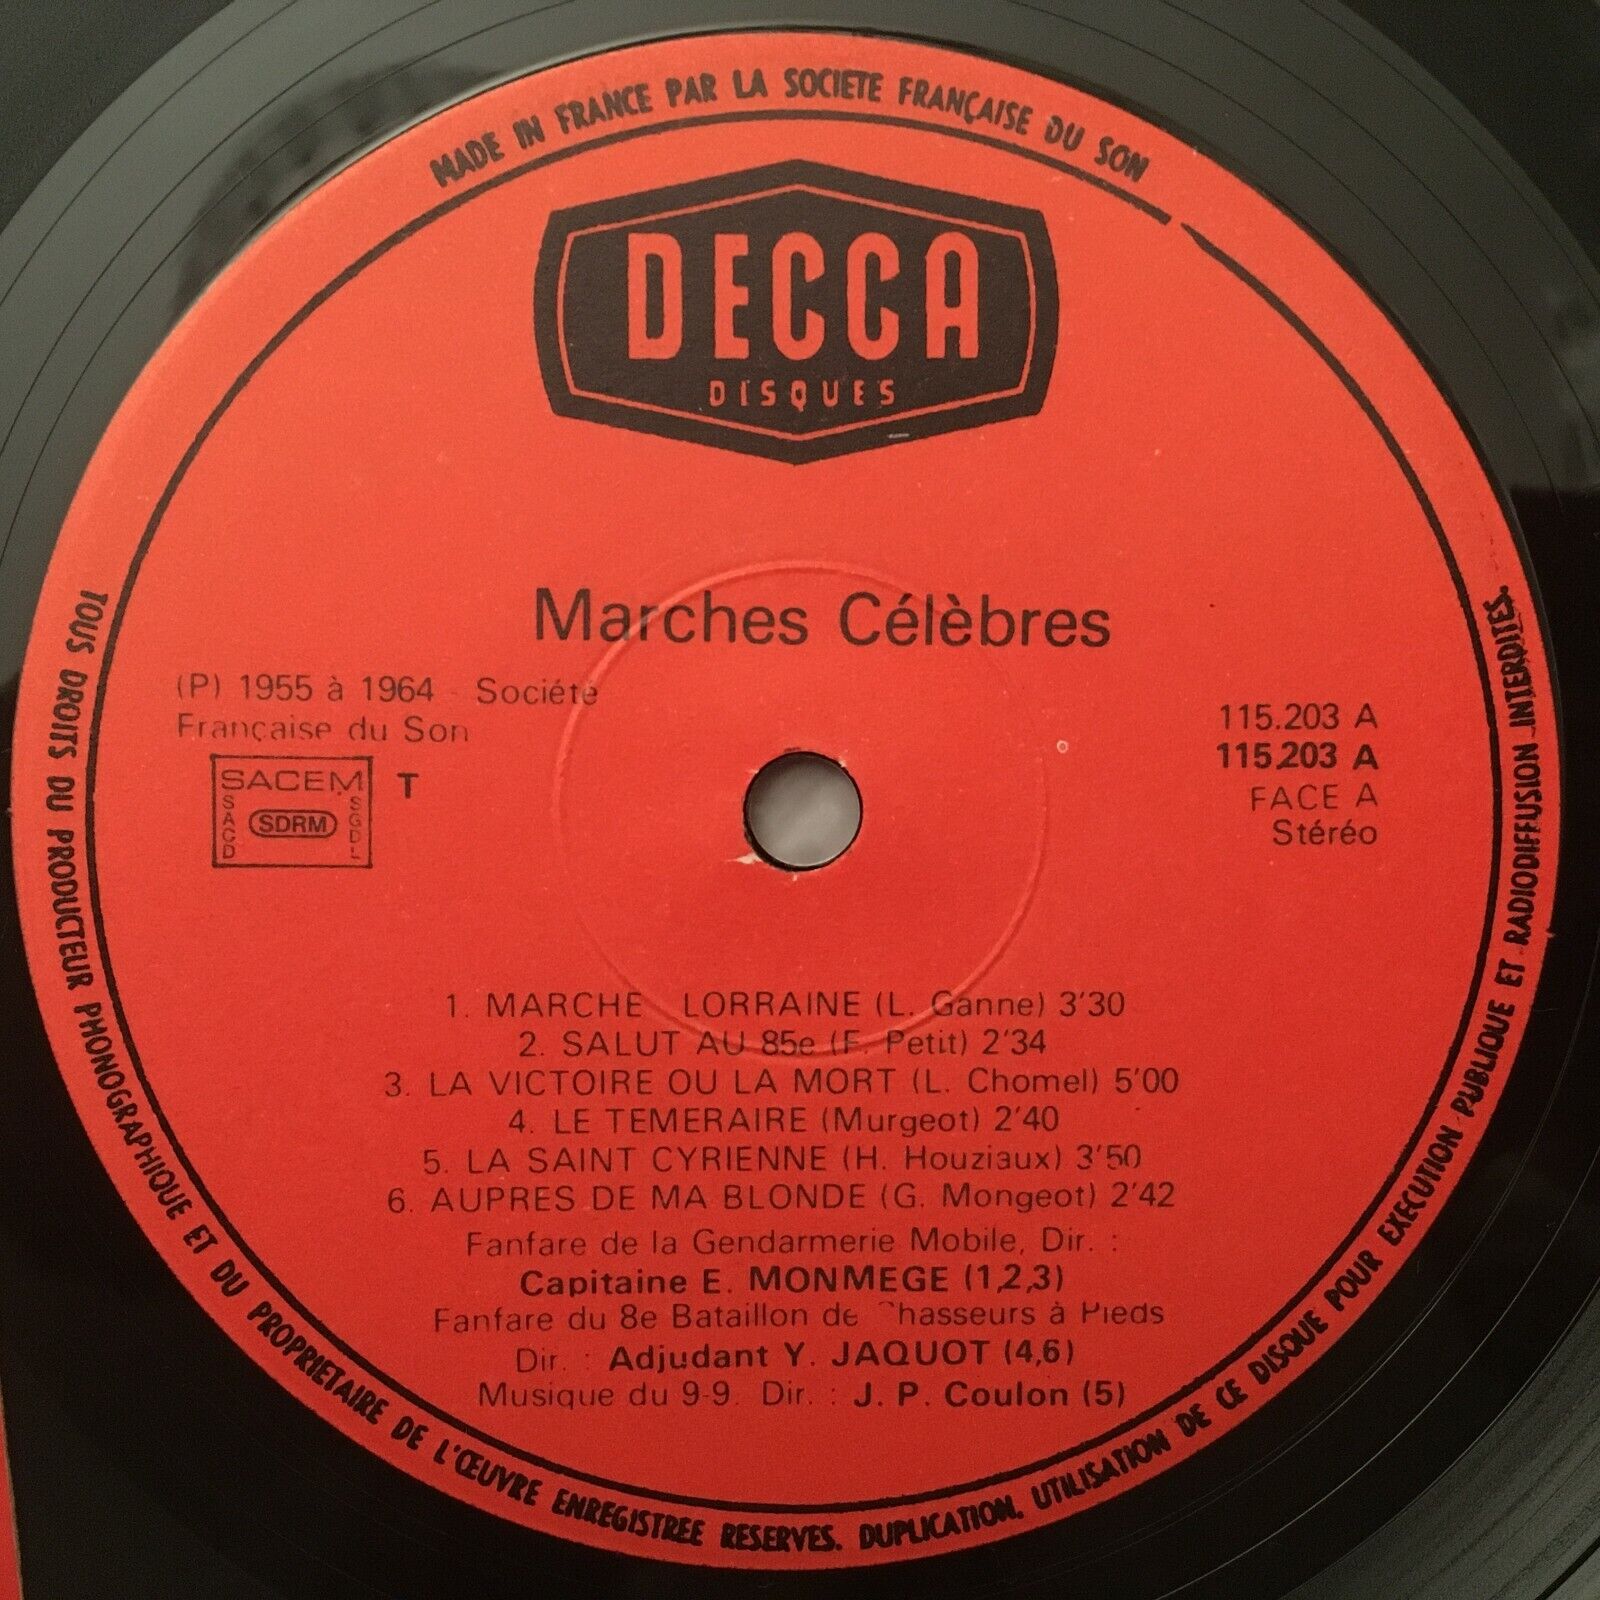 MADE IN FRANCE PAR LA SOCIETE FRANÇAISE DU SON
DECCA
DISQUES
Marches Célèbres
(P) 1955 à 1964 - Société
Française du Son
SACEM
SACD
SDRM
SGDL
T
115.203 A
115.203 A
FACE A
Stéréo
1. MARCHE LORRAINE (L. Ganne) 3'30
2. SALUT AU 85e (F. Petit) 2'34
3. LA VICTOIRE OU LA MORT (L. Chomel) 5'00
4. LE TEMERAIRE (Murgeot) 2'40
5. LA SAINT CYRIENNE (H. Houziaux) 3'50
6. AUPRES DE MA BLONDE (G. Mongeot) 2'42
Fanfare de la Gendarmerie Mobile, Dir. :
Capitaine E. MONMEGE (1,2,3)
Fanfare du 8e Bataillon de Chasseurs à Pieds
Dir. : Adjudant Y. JAQUOT (4,6)
Musique du 9-9. Dir. : J. P. Coulon (5)
TOUS DROITS DU PRODUCTEUR PHONOGRAPHIQUE ET DU PROPRIETAIRE DE L'ŒUVRE ENREGISTREE RESERVES. DUPLICATION, UTILISATION DE CE DISQUE POUR EXECUTION PUBLIQUE ET RADIODIFFUSION INTERDITES.